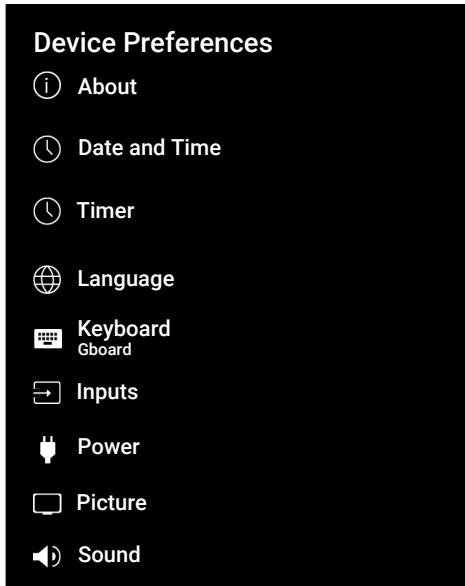 Device Preferences
About
Date and Time
Timer
Language
Keyboard
Gboard
Inputs
Power
Picture
Sound